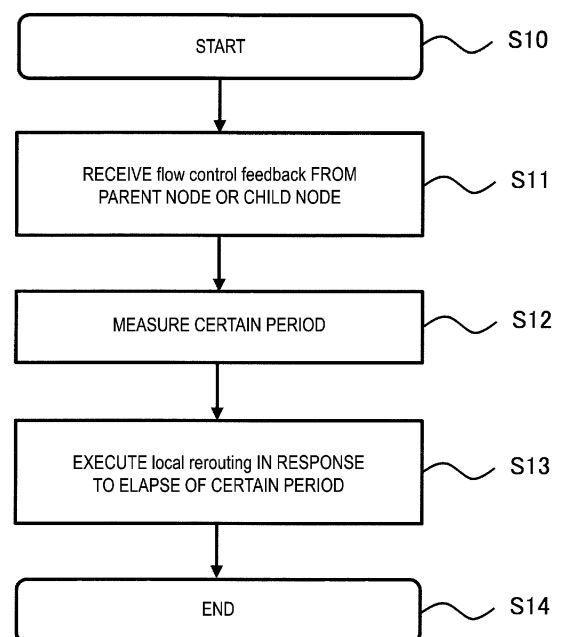 START
S10
RECEIVE flow control feedback FROM
PARENT NODE OR CHILD NODE
S11
MEASURE CERTAIN PERIOD
S12
EXECUTE local rerouting IN RESPONSE
TO ELAPSE OF CERTAIN PERIOD
S13
END
S14